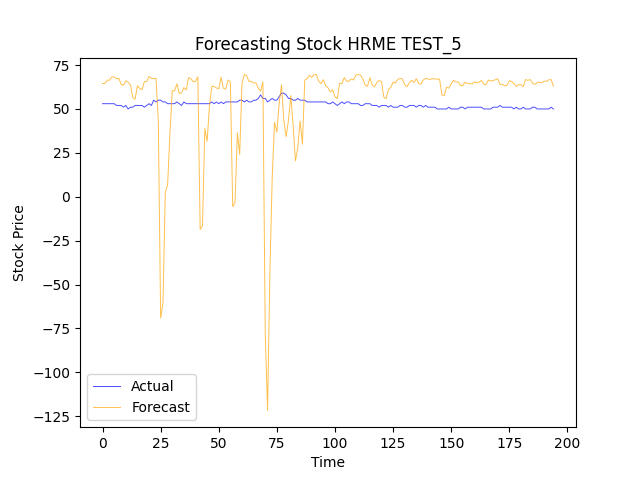 Forecasting Stock HRME TEST_5
75
50
25
0
−25
−50
−75
−100
−125
Stock Price
Actual
Forecast
0 25 50 75 100 125 150 175 200
Time